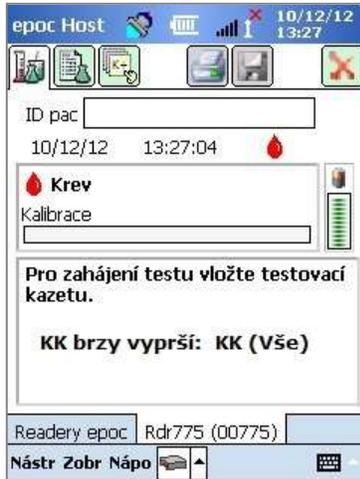 epoc Host 10/12/12
13:27
K+
ID pac
10/12/12 13:27:04
Krev
Kalibrace
Pro zahájení testu vložte testovací
kazetu.
KK brzy vyprší: KK (Vše)
Readery epoc Rdr775 (00775)
Nástr Zobr Nápo